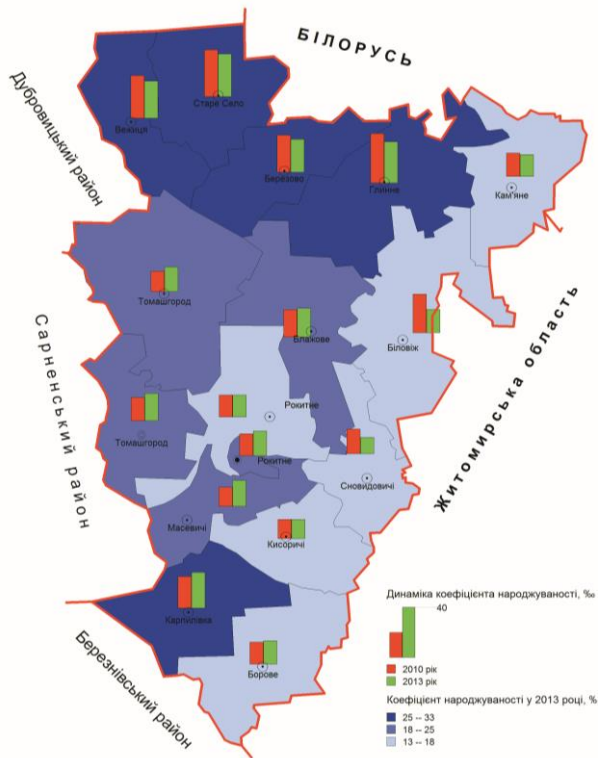 БІЛОРУСЬ
Дубровицький район
Старе Село
Вежиця
Березово
Глинне
Кам'яне
Томашгород
Блажове
Біловіж
Житомирська область
Сарненський район
Рокитне
Томашгород
Рокитне
Сновидовичі
Масевичі
Кисоричі
Карпилівка
Борове
Березнівський район
Динаміка коефіцієнта народжуваності, ‰
40
2010 рік
2013 рік
Коефіцієнт народжуваності у 2013 році, %
25 -- 33
18 -- 25
13 -- 18